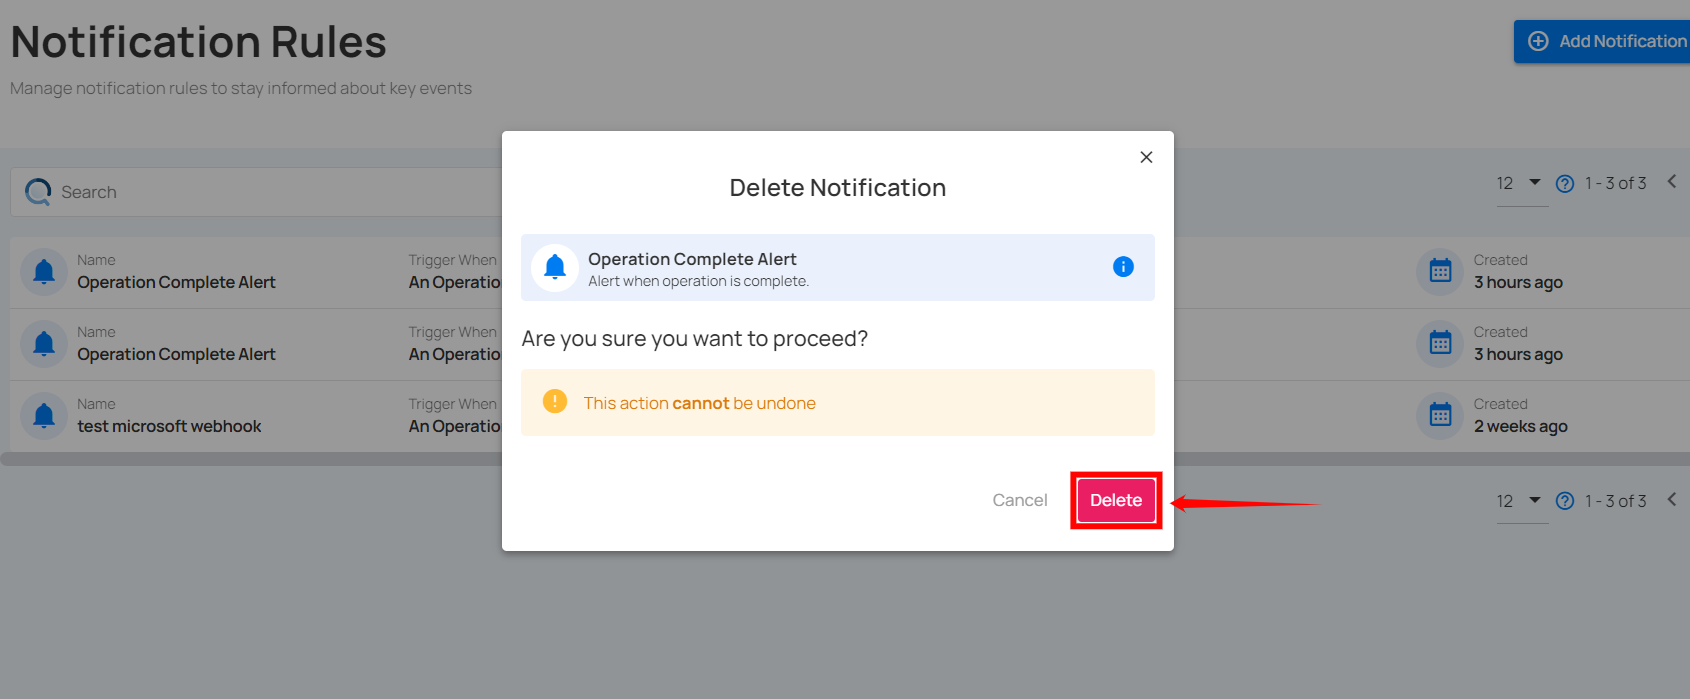 Notification Rules
Add Notification
Manage notification rules to stay informed about key events
Search
12
1 - 3 of 3
Name
Operation Complete Alert
Trigger When
An Operatio
Created
3 hours ago
Name
Operation Complete Alert
Trigger When
An Operatio
Created
3 hours ago
Name
test microsoft webhook
Trigger When
An Operatio
Created
2 weeks ago
12
1 - 3 of 3
Delete Notification
Operation Complete Alert
Alert when operation is complete.
Are you sure you want to proceed?
This action cannot be undone
Cancel
Delete